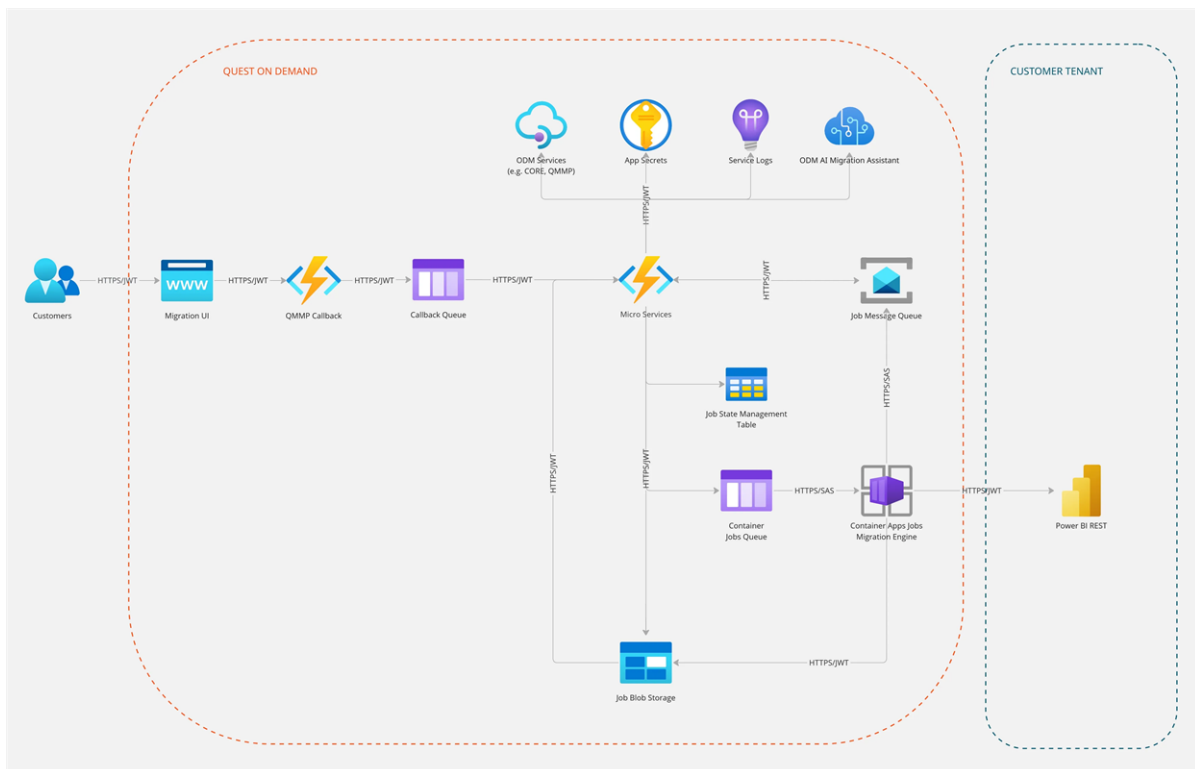 QUEST ON DEMAND
CUSTOMER TENANT
ODM Services
(e.g. CORE, QMMP)
App Secrets
Service Logs
ODM AI Migration Assistant
HTTPS/JWT
HTTPS/JWT
HTTPS/JWT
HTTPS/JWT
HTTPS/JWT
HTTPS/JWT
WWW
Customers
Migration UI
QMMP Callback
Callback Queue
Micro Services
Job Message Queue
HTTPS/SAS
Job State Management
Table
HTTPS/JWT
HTTPS/JWT
HTTPS/SAS
HTTPS/JWT
Container
Jobs Queue
Container Apps Jobs
Migration Engine
Power BI REST
HTTPS/JWT
Job Blob Storage